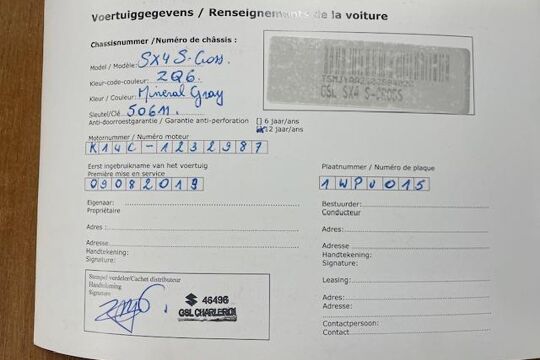 Voertuiggegevens / Renseignements de la voiture
Chassisnummer /Numéro de châssis :
Model / Modèle: SX4 S-Cross.
Kleur-code-couleur: ZQ6.
Kleur / Couleur: Mineral Gray
Sleutel/Clé 5061.
GSL SX4 S-CROSS
Anti-doorroestgarantie / Garantie anti-perforation
6 jaar/ans
12 jaar/ans
Motornummer / Numéro moteur
K14C-1232987
Eerst ingebruikname van het voertuig
Première mise en service
09082019
Plaatnummer / Numéro de plaque
1WPU015
Eigenaar:
Propriétaire
Adres :
Adresse
Handtekening:
Signature:
Bestuurder:
Conducteur
Adres:
Adresse
Handtekening:
Signature:
Stempel verdeler/Cachet distributeur
Handtekening
Signature
46496
GSL CHARLEROI
Leasing:
Adres:
Adresse:
Contactpersoon:
Contact